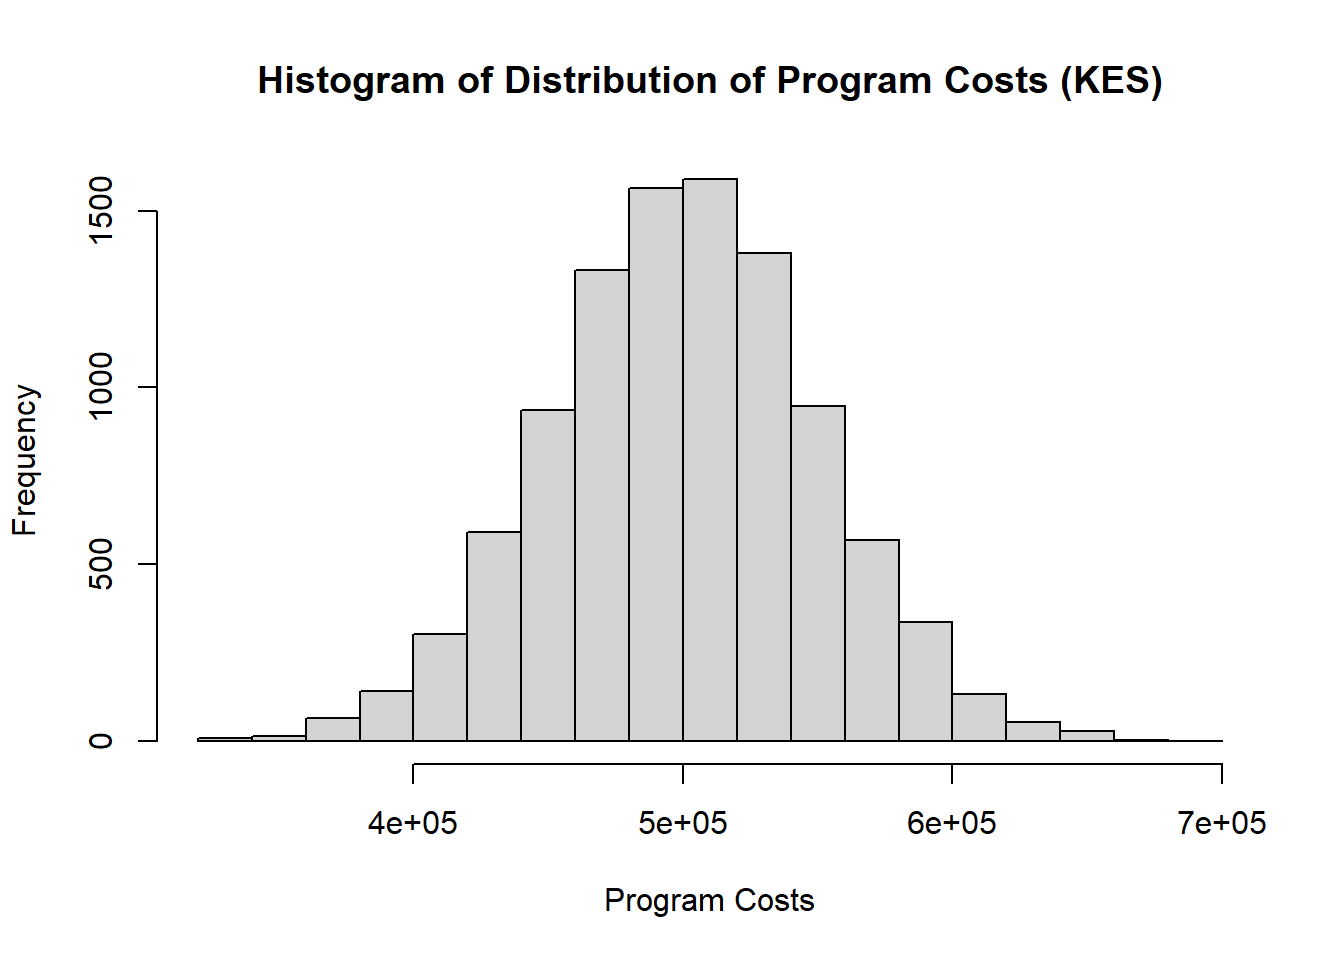 Histogram of Distribution of Program Costs (KES)
1500
1000
500
0
Frequency
4e+05 5e+05 6e+05 7e+05
Program Costs